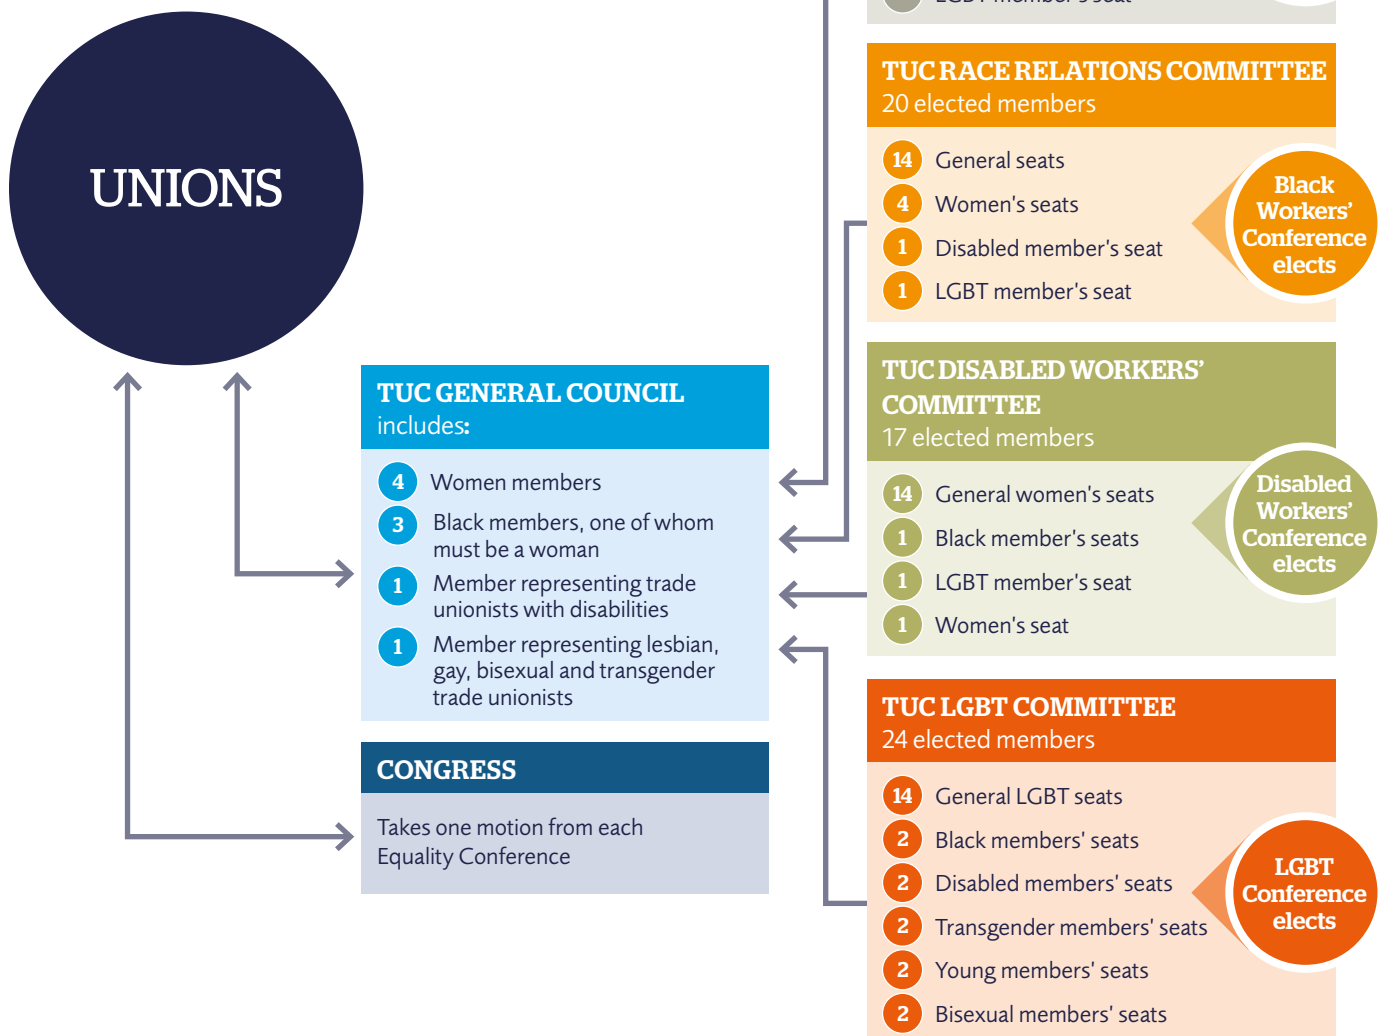 UNIONS
TUC GENERAL COUNCIL
includes:
4 Women members
3 Black members, one of whom
must be a woman
1 Member representing trade
unionists with disabilities
1 Member representing lesbian,
gay, bisexual and transgender
trade unionists
CONGRESS
Takes one motion from each
Equality Conference
LGBT member's seat
TUC RACE RELATIONS COMMITTEE
20 elected members
14 General seats
4 Women's seats
1 Disabled member's seat
1 LGBT member's seat
Black
Workers'
Conference
elects
TUC DISABLED WORKERS'
COMMITTEE
17 elected members
14 General women's seats
1 Black member's seats
1 LGBT member's seat
1 Women's seat
Disabled
Workers'
Conference
elects
TUC LGBT COMMITTEE
24 elected members
14 General LGBT seats
2 Black members' seats
2 Disabled members' seats
2 Transgender members' seats
2 Young members' seats
2 Bisexual members' seats
LGBT
Conference
elects